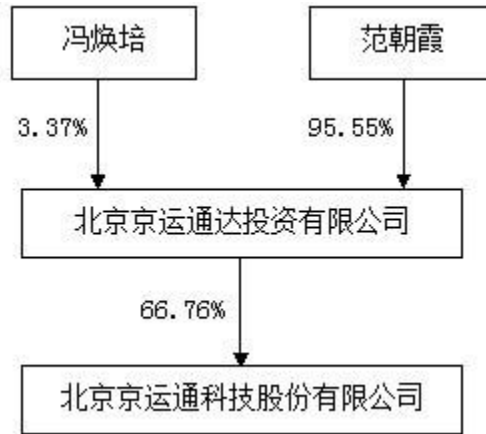 冯焕培
范朝霞
3.37%
95.55%
北京京运通达投资有限公司
66.76%
北京京运通科技股份有限公司